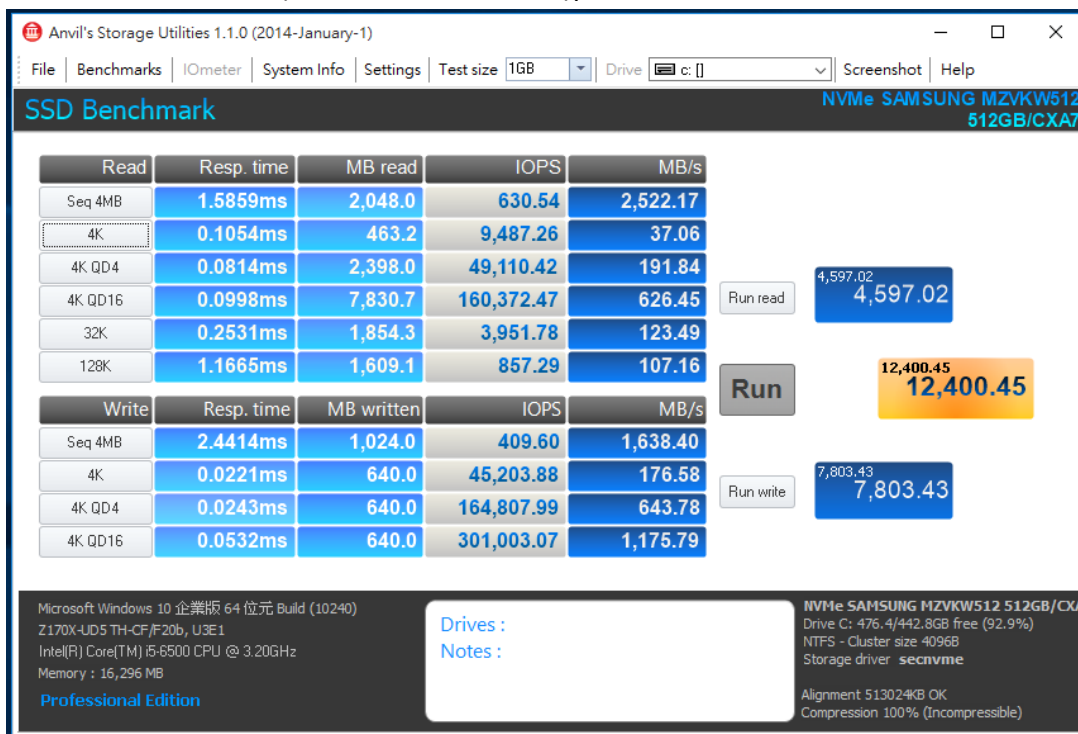 Anvil's Storage Utilities 1.1.0 (2014-January-1)
File Benchmarks IOmeter System Info Settings Test size 1GB Drive c: [] Screenshot Help
SSD Benchmark
NVMe SAMSUNG MZVKW512
512GB/CXA7
Read Resp. time MB read IOPS MB/s
Seq 4MB 1.5859ms 2,048.0 630.54 2,522.17
4K 0.1054ms 463.2 9,487.26 37.06
4K QD4 0.0814ms 2,398.0 49,110.42 191.84
4K QD16 0.0998ms 7,830.7 160,372.47 626.45
32K 0.2531ms 1,854.3 3,951.78 123.49
128K 1.1665ms 1,609.1 857.29 107.16
Run read
4,597.02
4,597.02
Run
12,400.45
12,400.45
Write Resp. time MB written IOPS MB/s
Seq 4MB 2.4414ms 1,024.0 409.60 1,638.40
4K 0.0221ms 640.0 45,203.88 176.58
4K QD4 0.0243ms 640.0 164,807.99 643.78
4K QD16 0.0532ms 640.0 301,003.07 1,175.79
Run write
7,803.43
7,803.43
Microsoft Windows 10 企業版 64 位元 Build (10240)
Z170X-UD5 TH-CF/F20b, U3E1
Intel(R) Core(TM) i5-6500 CPU @ 3.20GHz
Memory : 16,296 MB
Professional Edition
Drives :
Notes :
NVMe SAMSUNG MZVKW512 512GB/CXA
Drive C: 476.4/442.8GB free (92.9%)
NTFS - Cluster size 4096B
Storage driver secnvme
Alignment 513024KB OK
Compression 100% (Incompressible)